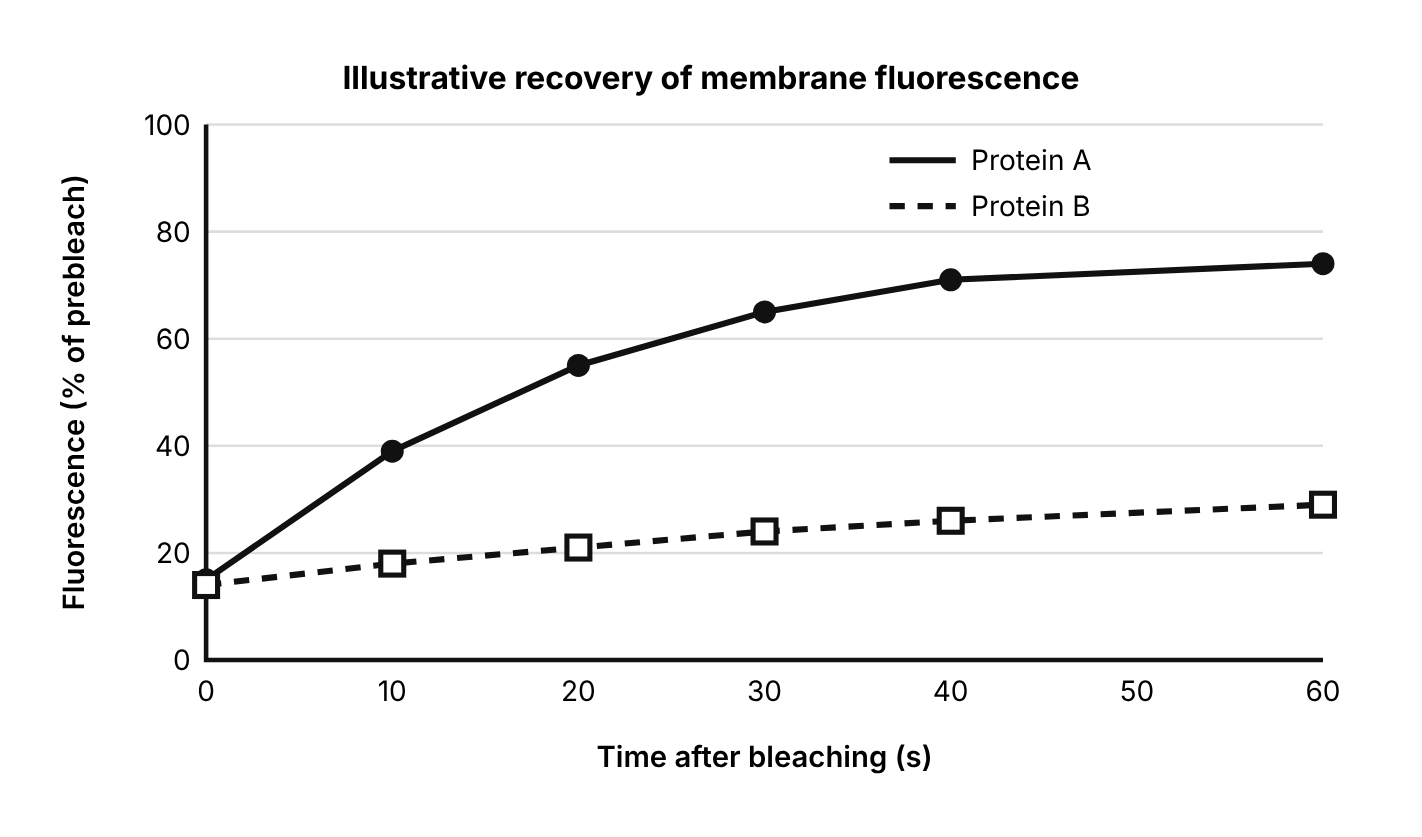 Illustrative recovery of membrane fluorescence
Fluorescence (% of prebleach)
100
80
60
40
20
0
Protein A
Protein B
0 10 20 30 40 50 60
Time after bleaching (s)